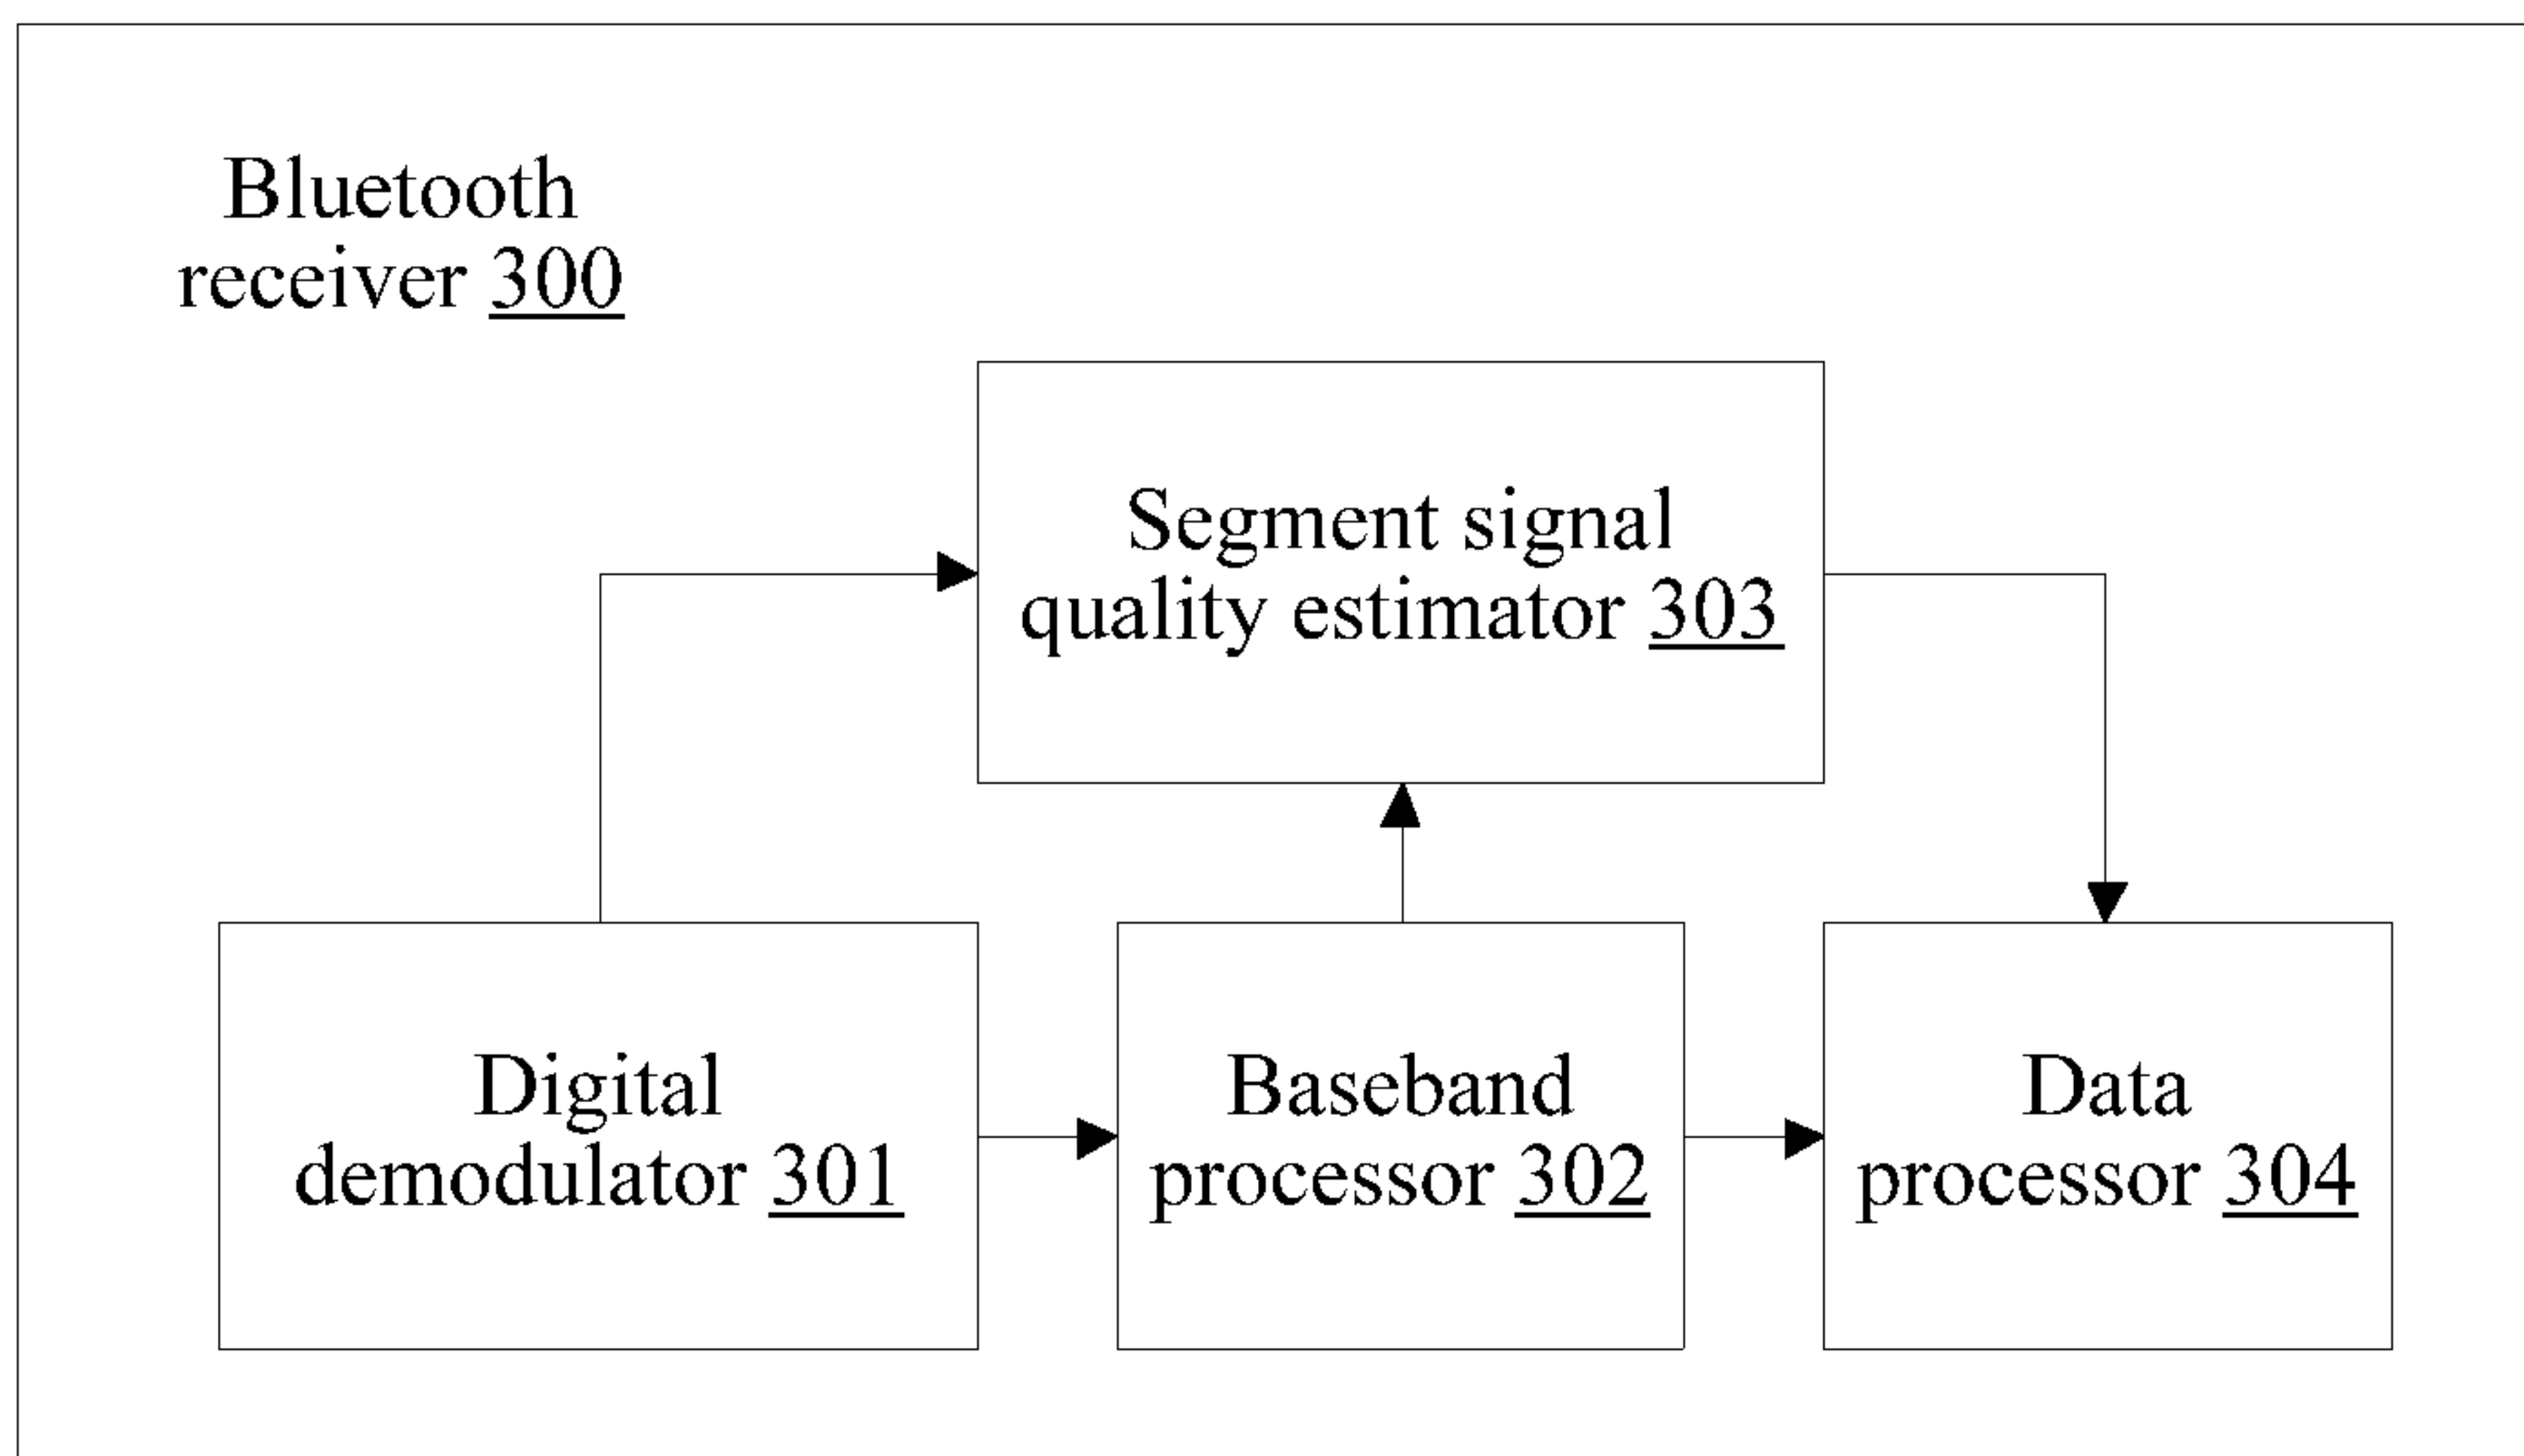 Bluetooth
receiver 300
Segment signal
quality estimator 303
Digital
demodulator 301
Baseband
processor 302
Data
processor 304